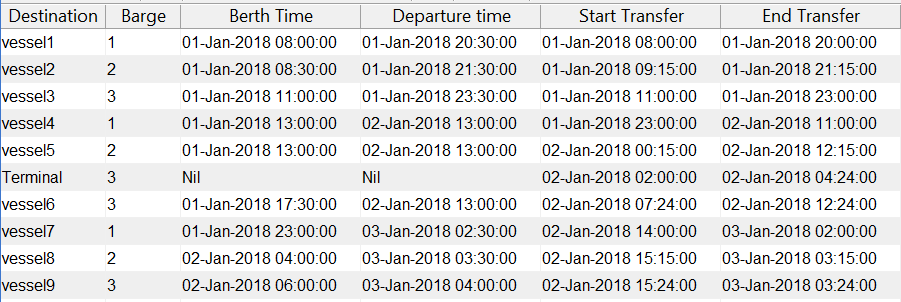 Destination Barge Berth Time Departure time Start Transfer End Transfer
vessel1 1 01-Jan-2018 08:00:00 01-Jan-2018 20:30:00 01-Jan-2018 08:00:00 01-Jan-2018 20:00:00
vessel2 2 01-Jan-2018 08:30:00 01-Jan-2018 21:30:00 01-Jan-2018 09:15:00 01-Jan-2018 21:15:00
vessel3 3 01-Jan-2018 11:00:00 01-Jan-2018 23:30:00 01-Jan-2018 11:00:00 01-Jan-2018 23:00:00
vessel4 1 01-Jan-2018 13:00:00 02-Jan-2018 13:00:00 01-Jan-2018 23:00:00 02-Jan-2018 11:00:00
vessel5 2 01-Jan-2018 13:00:00 02-Jan-2018 13:00:00 02-Jan-2018 00:15:00 02-Jan-2018 12:15:00
Terminal 3 Nil Nil 02-Jan-2018 02:00:00 02-Jan-2018 04:24:00
vessel6 3 01-Jan-2018 17:30:00 02-Jan-2018 13:00:00 02-Jan-2018 07:24:00 02-Jan-2018 12:24:00
vessel7 1 01-Jan-2018 23:00:00 03-Jan-2018 02:30:00 02-Jan-2018 14:00:00 03-Jan-2018 02:00:00
vessel8 2 02-Jan-2018 04:00:00 03-Jan-2018 03:30:00 02-Jan-2018 15:15:00 03-Jan-2018 03:15:00
vessel9 3 02-Jan-2018 06:00:00 03-Jan-2018 04:00:00 02-Jan-2018 15:24:00 03-Jan-2018 03:24:00